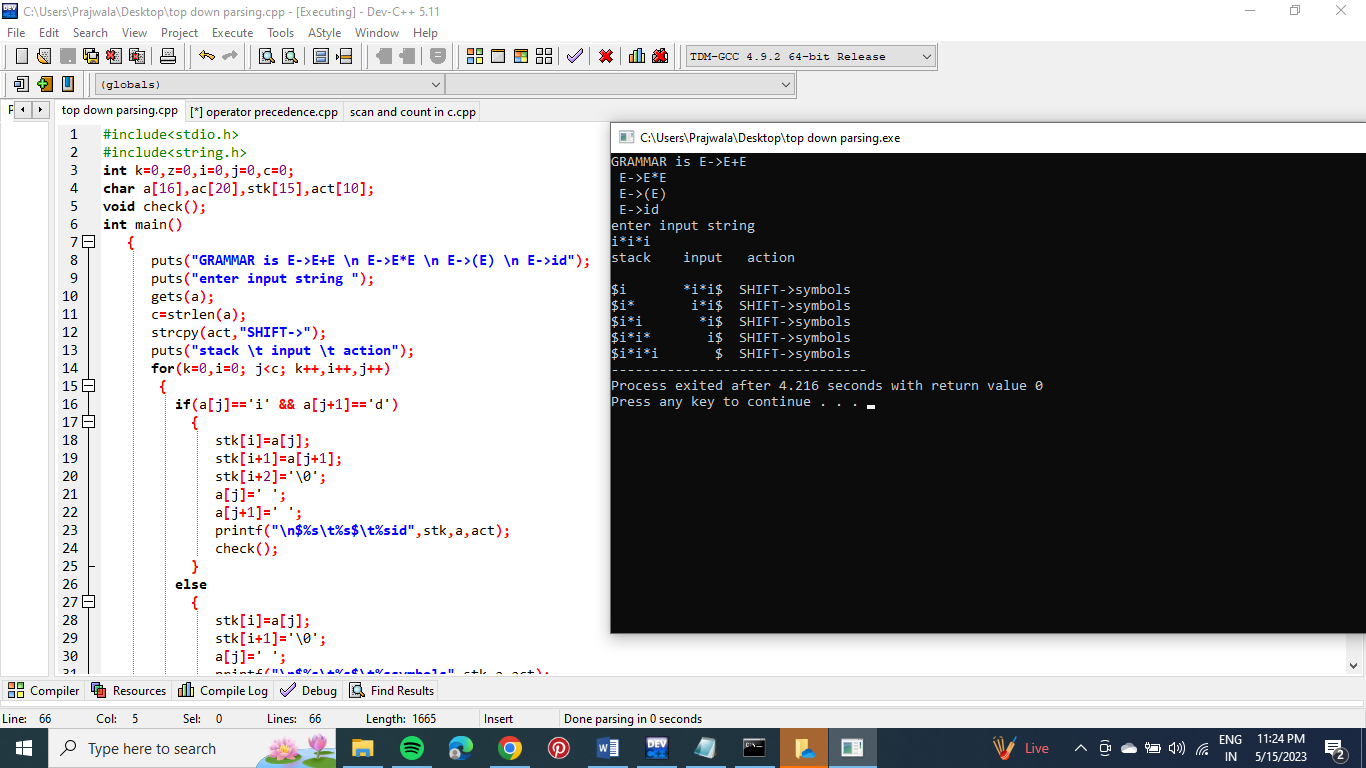 C:\Users\Prajwala\Desktop\top down parsing.cpp - [Executing] - Dev-C++ 5.11
File Edit Search View Project Execute Tools AStyle Window Help
TDM-GCC 4.9.2 64-bit Release
(globals)
top down parsing.cpp [*] operator precedence.cpp scan and count in c.cpp
1 #include<stdio.h>
2 #include<string.h>
3 int k=0,z=0,i=0,j=0,c=0;
4 char a[16],ac[20],stk[15],act[10];
5 void check();
6 int main()
7 {
8 puts("GRAMMAR is E->E+E \n E->E*E \n E->(E) \n E->id");
9 puts("enter input string ");
10 gets(a);
11 c=strlen(a);
12 strcpy(act,"SHIFT->");
13 puts("stack \t input \t action");
14 for(k=0,i=0; j<c; k++,i++,j++)
15 {
16 if(a[j]=='i' && a[j+1]=='d')
17 {
18 stk[i]=a[j];
19 stk[i+1]=a[j+1];
20 stk[i+2]='\0';
21 a[j]=' ';
22 a[j+1]=' ';
23 printf("\n$%s\t%s$\t%sid",stk,a,act);
24 check();
25 }
26 else
27 {
28 stk[i]=a[j];
29 stk[i+1]='\0';
30 a[j]=' ';
31 printf("\n$%s\t%s$\t%ssymbols",stk,a,act);
C:\Users\Prajwala\Desktop\top down parsing.exe
GRAMMAR is E->E+E
E->E*E
E->(E)
E->id
enter input string
i*i*i
stack input action
$i *i*i$ SHIFT->symbols
$i* i*i$ SHIFT->symbols
$i*i *i$ SHIFT->symbols
$i*i* i$ SHIFT->symbols
$i*i*i $ SHIFT->symbols
--------------------------------
Process exited after 4.216 seconds with return value 0
Press any key to continue . . .
Compiler Resources Compile Log Debug Find Results
Line: 66 Col: 5 Sel: 0 Lines: 66 Length: 1665 Insert Done parsing in 0 seconds
Type here to search
Live
ENG
IN
11:24 PM
5/15/2023
2